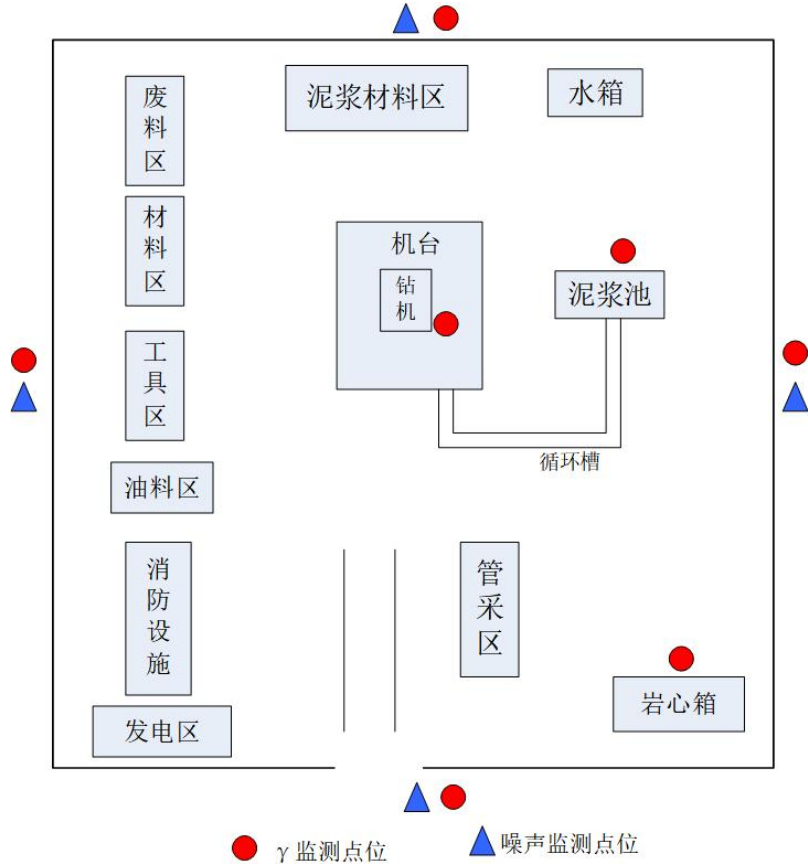 废料区
泥浆材料区
水箱
材料区
机台
钻机
泥浆池
工具区
循环槽
油料区
消防设施
管采区
岩心箱
发电区
γ 监测点位
噪声监测点位